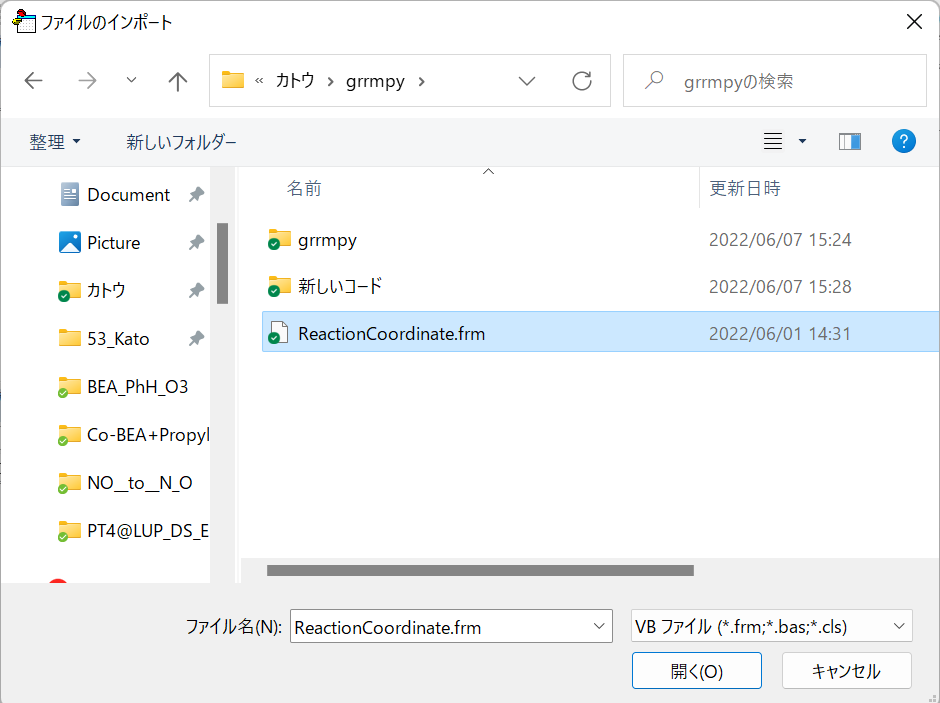 ファイルのインポート
« カトウ › grrmpy ›
grrmpyの検索
整理
新しいフォルダー
?
Document
Picture
カトウ
53_Kato
BEA_PhH_O3
Co-BEA+Propyl
NO__to__N_O
PT4@LUP_DS_E
名前 更新日時
grrmpy 2022/06/07 15:24
新しいコード 2022/06/07 15:28
ReactionCoordinate.frm 2022/06/01 14:31
ファイル名(N): ReactionCoordinate.frm VB ファイル (*.frm;*.bas;*.cls)
開く(O) キャンセル